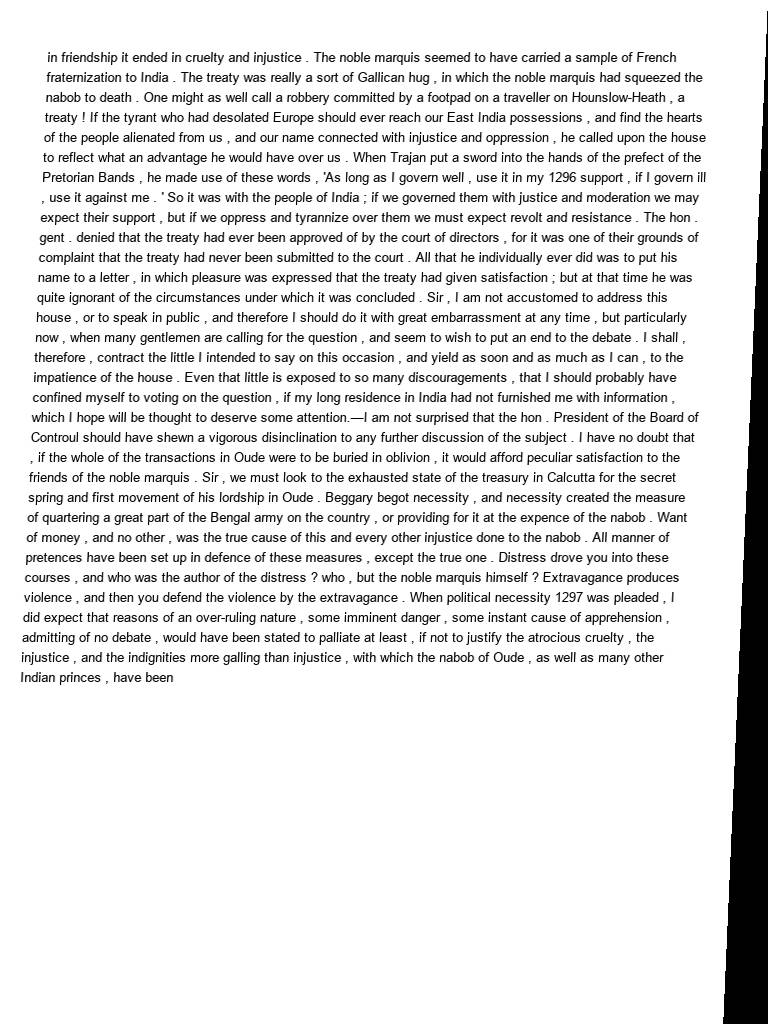 in friendship it ended in cruelty and injustice . The noble marquis seemed to have carried a sample of French
fraternization to India . The treaty was really a sort of Gallican hug , in which the noble marquis had squeezed the
nabob to death . One might as well call a robbery committed by a footpad on a traveller on Hounslow-Heath , a
treaty ! If the tyrant who had desolated Europe should ever reach our East India possessions , and find the hearts
of the people alienated from us , and our name connected with injustice and oppression , he called upon the house
to reflect what an advantage he would have over us . When Trajan put a sword into the hands of the prefect of the
Pretorian Bands , he made use of these words , 'As long as I govern well , use it in my 1296 support , if I govern ill
, use it against me . ' So it was with the people of India ; if we governed them with justice and moderation we may
expect their support , but if we oppress and tyrannize over them we must expect revolt and resistance . The hon .
gent . denied that the treaty had ever been approved of by the court of directors , for it was one of their grounds of
complaint that the treaty had never been submitted to the court . All that he individually ever did was to put his
name to a letter , in which pleasure was expressed that the treaty had given satisfaction ; but at that time he was
quite ignorant of the circumstances under which it was concluded . Sir , I am not accustomed to address this
house , or to speak in public , and therefore I should do it with great embarrassment at any time , but particularly
now , when many gentlemen are calling for the question , and seem to wish to put an end to the debate . I shall ,
therefore , contract the little I intended to say on this occasion , and yield as soon and as much as I can , to the
impatience of the house . Even that little is exposed to so many discouragements , that I should probably have
confined myself to voting on the question , if my long residence in India had not furnished me with information ,
which I hope will be thought to deserve some attention.—I am not surprised that the hon . President of the Board of
Controul should have shewn a vigorous disinclination to any further discussion of the subject . I have no doubt that
, if the whole of the transactions in Oude were to be buried in oblivion , it would afford peculiar satisfaction to the
friends of the noble marquis . Sir , we must look to the exhausted state of the treasury in Calcutta for the secret
spring and first movement of his lordship in Oude . Beggary begot necessity , and necessity created the measure
of quartering a great part of the Bengal army on the country , or providing for it at the expence of the nabob . Want
of money , and no other , was the true cause of this and every other injustice done to the nabob . All manner of
pretences have been set up in defence of these measures , except the true one . Distress drove you into these
courses , and who was the author of the distress ? who , but the noble marquis himself ? Extravagance produces
violence , and then you defend the violence by the extravagance . When political necessity 1297 was pleaded , I
did expect that reasons of an over-ruling nature , some imminent danger , some instant cause of apprehension ,
admitting of no debate , would have been stated to palliate at least , if not to justify the atrocious cruelty , the
injustice , and the indignities more galling than injustice , with which the nabob of Oude , as well as many other
Indian princes , have been